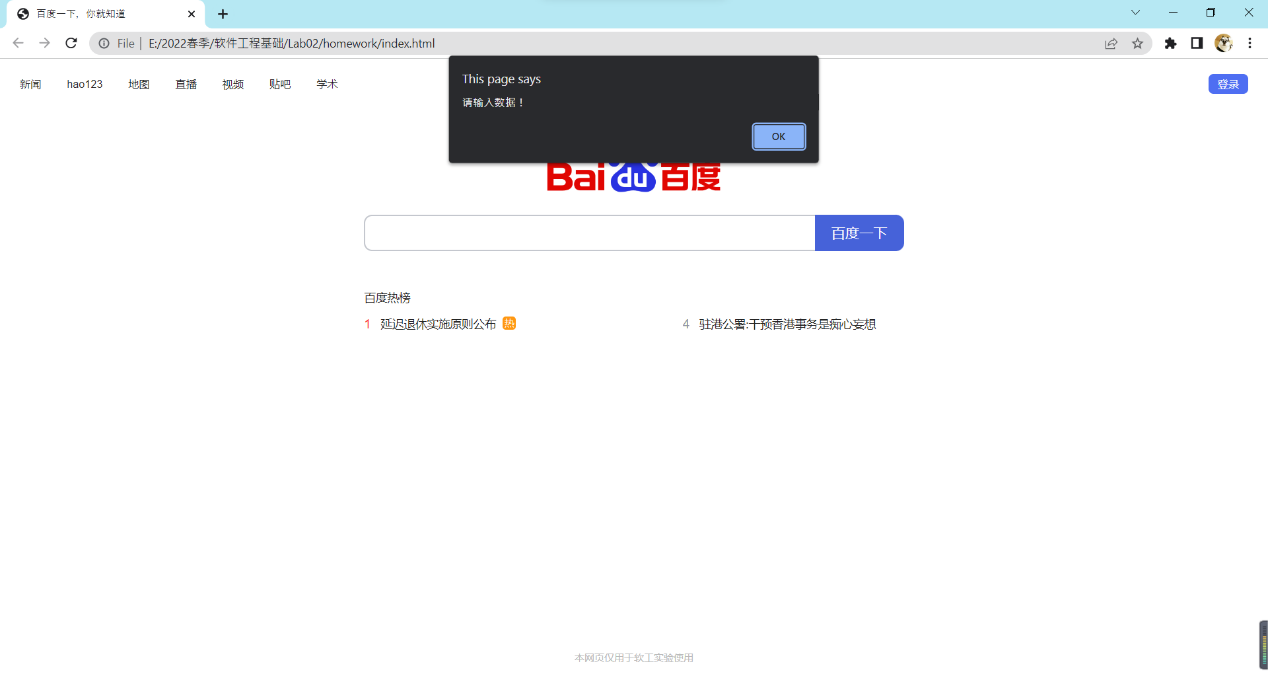 百度一下，你就知道
File | E:/2022春季/软件工程基础/Lab02/homework/index.html
新闻 hao123 地图 直播 视频 贴吧 学术 登录
This page says
请输入数据！
OK
Bai du 百度
百度一下
百度热榜
1 延迟退休实施原则公布 热
4 驻港公署:干预香港事务是痴心妄想
本网页仅用于软工实验使用